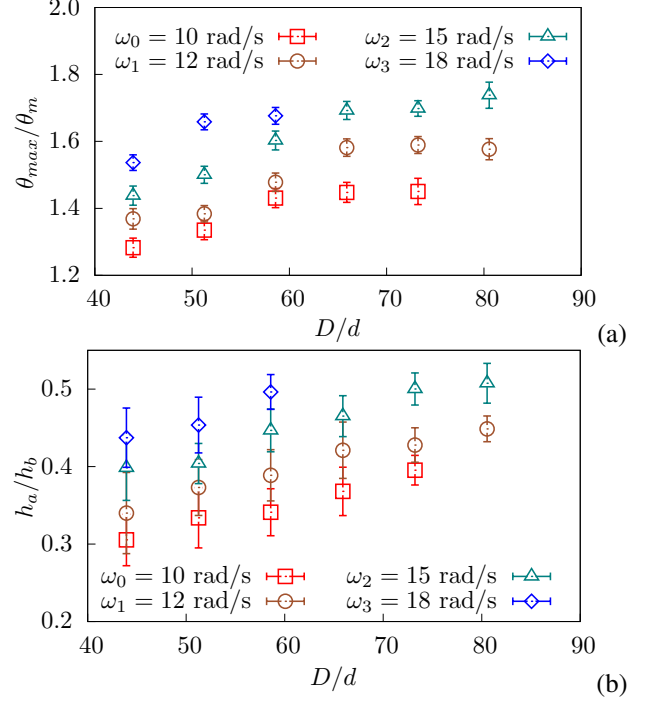 2.0
ω₀ = 10 rad/s ω₂ = 15 rad/s
ω₁ = 12 rad/s ω₃ = 18 rad/s
1.8
1.6
1.4
1.2
θₘₐₓ/θₘ
40 50 60 70 80 90
D/d
(a)
0.5
0.4
0.3
0.2
hₐ/h_b
ω₀ = 10 rad/s ω₂ = 15 rad/s
ω₁ = 12 rad/s ω₃ = 18 rad/s
40 50 60 70 80 90
D/d
(b)